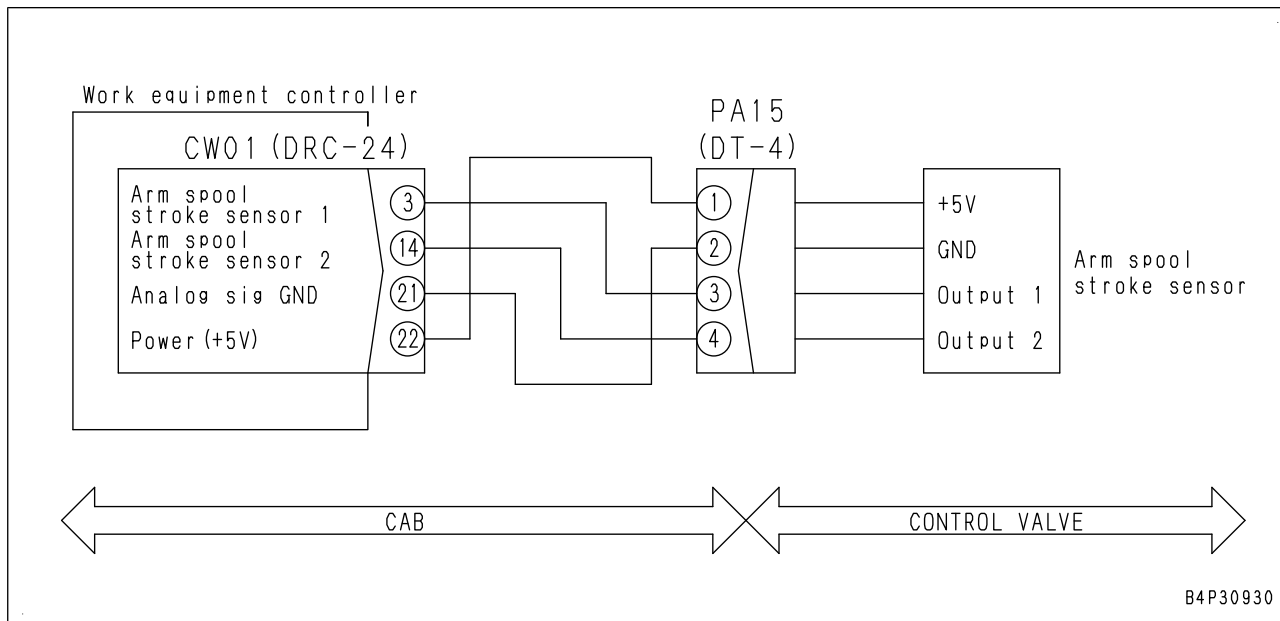 Work equipment controller
CW01 (DRC-24)
PA15
(DT-4)
Arm spool
stroke sensor 1
3
1
+5V
Arm spool
stroke sensor 2
14
2
GND
Arm spool
stroke sensor
Analog sig GND
21
3
Output 1
Power (+5V)
22
4
Output 2
CAB
CONTROL VALVE
B4P30930